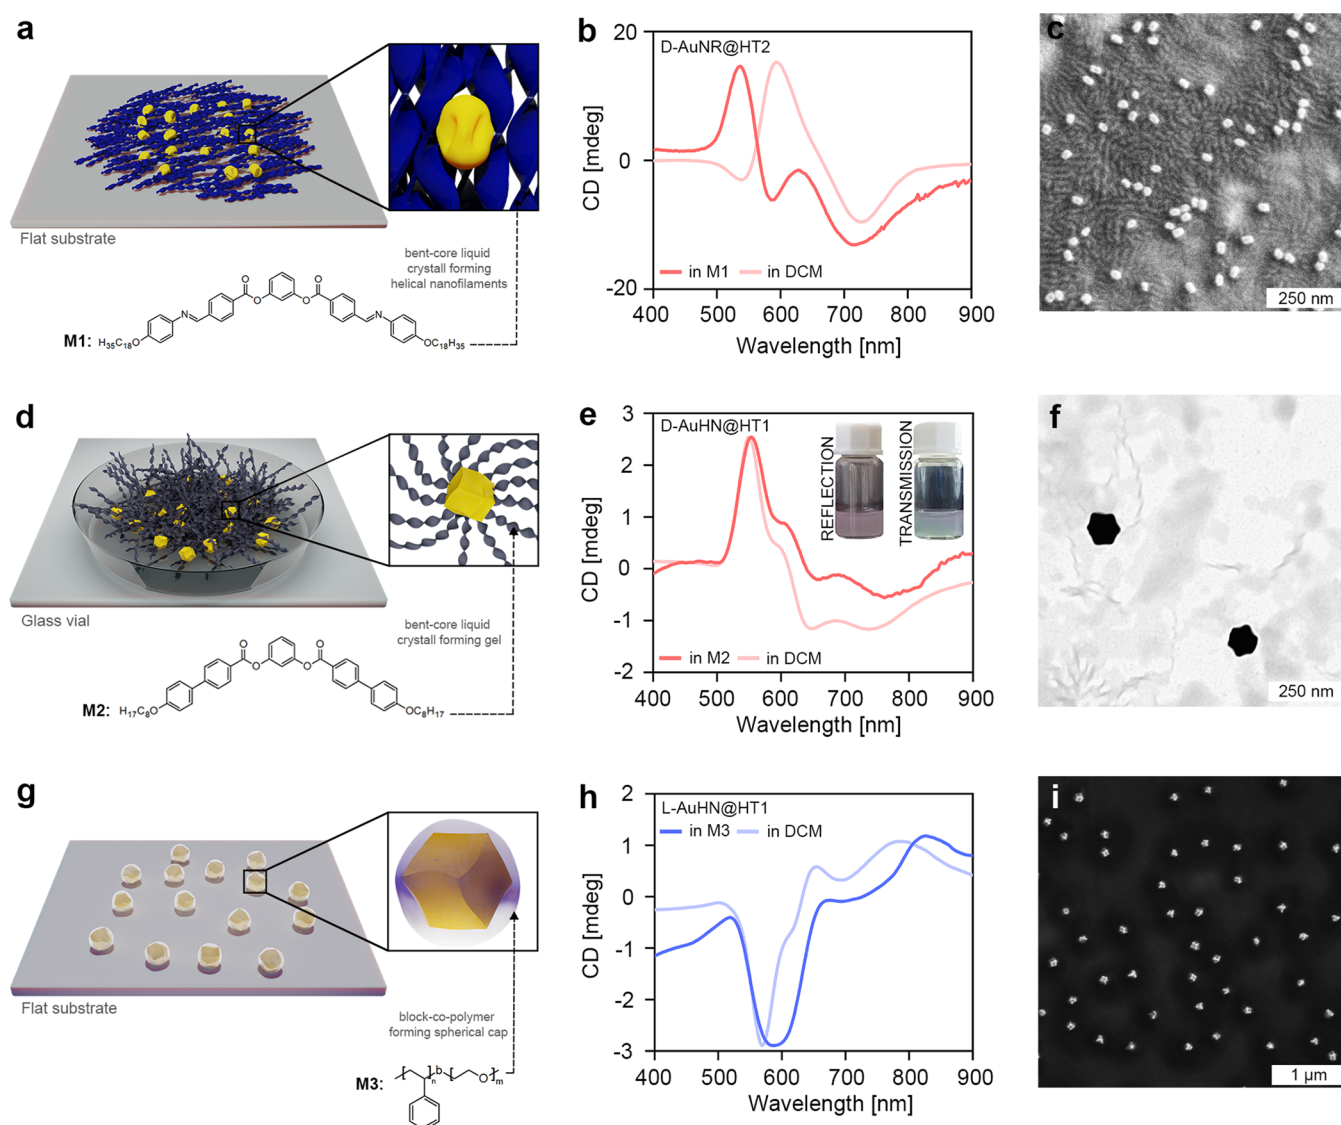 a
Flat substrate
bent-core liquid
crystall forming
helical nanofilaments
M1:
H35C18O
N
O
O
O
O
N
OC18H35
b
20
0
-20
CD [mdeg]
D-AuNR@HT2
in M1
in DCM
400 500 600 700 800 900
Wavelength [nm]
c
250 nm
d
Glass vial
bent-core liquid
crystall forming gel
M2:
H17C8O
O
O
O
O
OC8H17
e
3
2
1
0
-1
-2
CD [mdeg]
D-AuHN@HT1
REFLECTION
TRANSMISSION
in M2
in DCM
400 500 600 700 800 900
Wavelength [nm]
f
250 nm
g
Flat substrate
block-co-polymer
forming spherical cap
M3:
n
b
O
m
h
2
1
0
-1
-2
-3
CD [mdeg]
L-AuHN@HT1
in M3
in DCM
400 500 600 700 800 900
Wavelength [nm]
i
1 µm